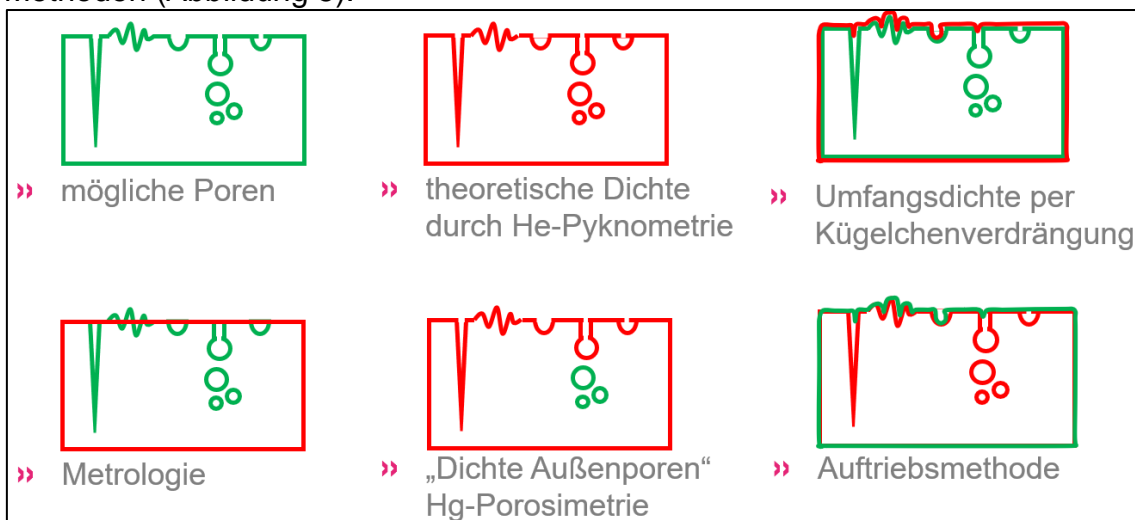 methoden (Abbildung 3).
» mögliche Poren
» theoretische Dichte
durch He-Pyknometrie
» Umfangsdichte per
Kügelchenverdrängung
» Metrologie
» „Dichte Außenporen“
Hg-Porosimetrie
» Auftriebsmethode